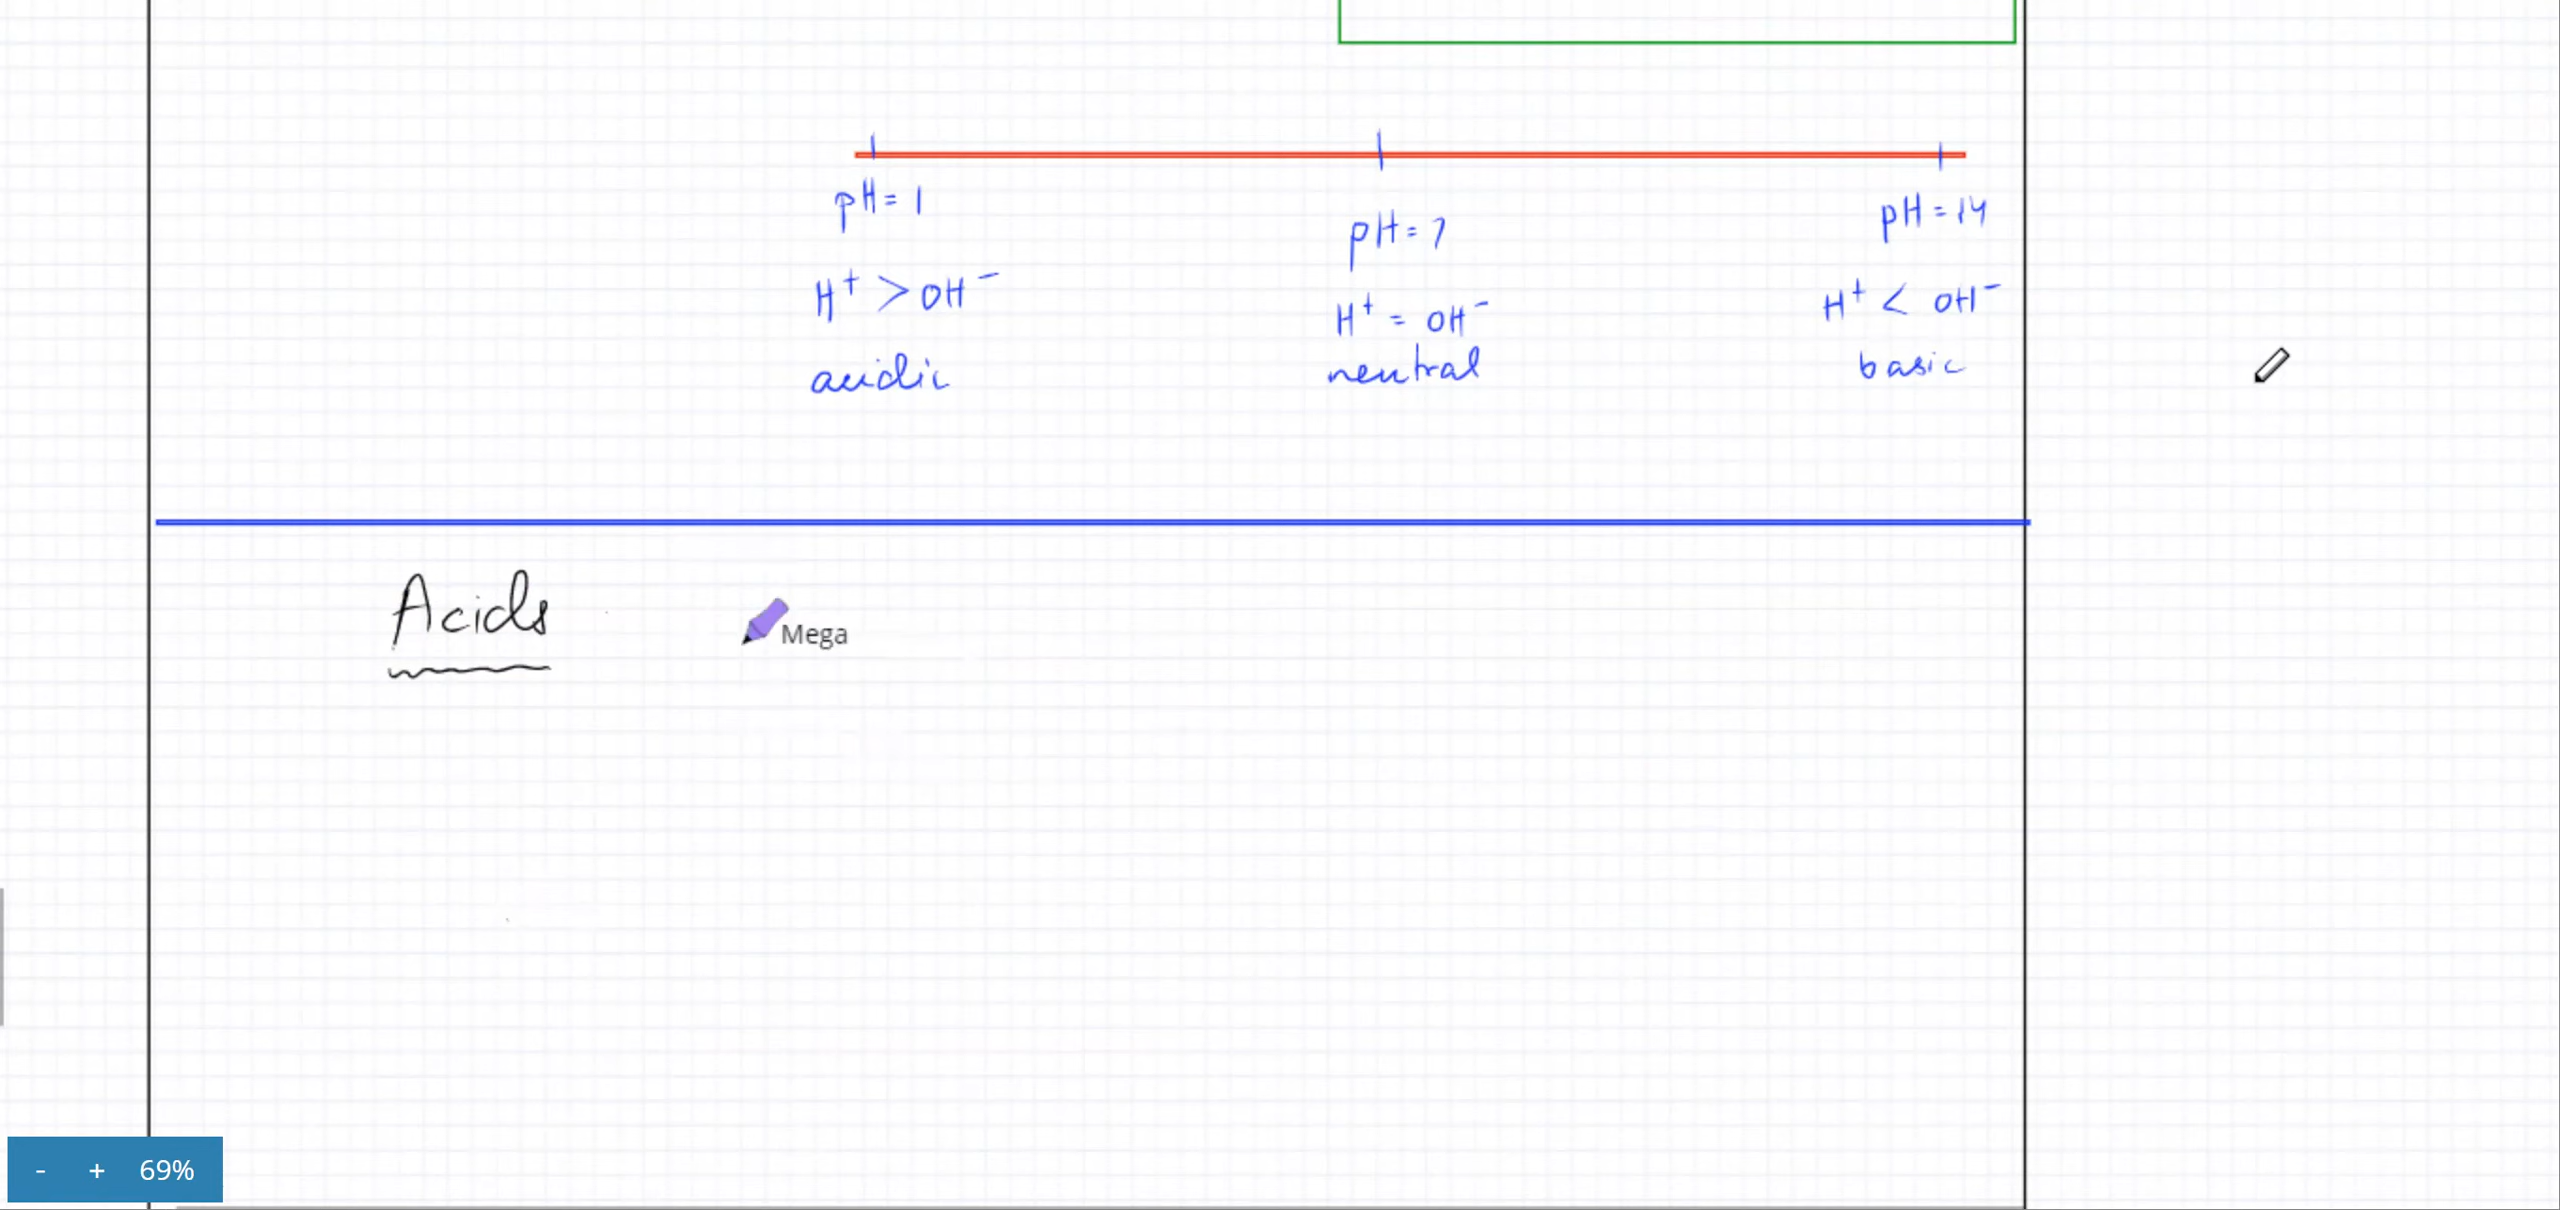 pH = 1
H⁺ > OH⁻
acidic
pH = 7
H⁺ = OH⁻
neutral
pH = 14
H⁺ < OH⁻
basic
Acids
Mega
- + 69%